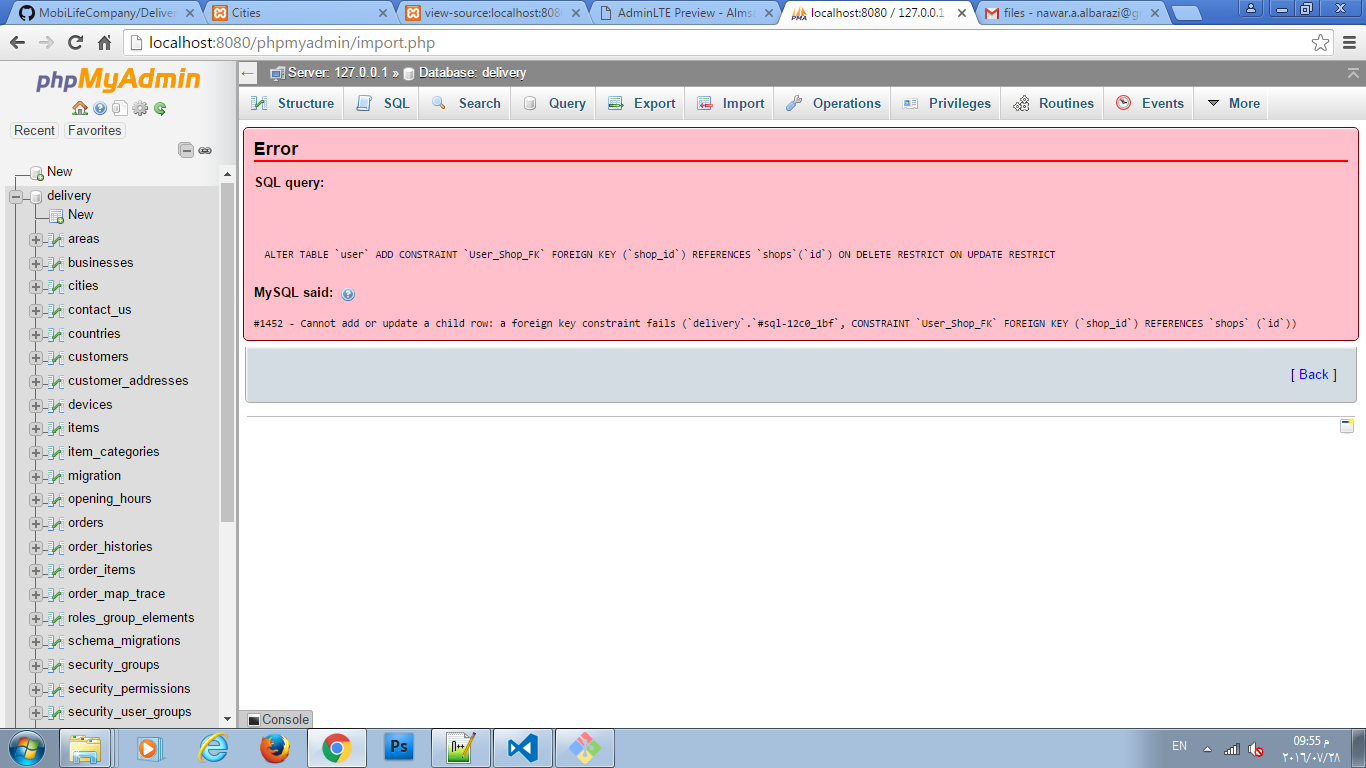 MobiLifeCompany/Deliver
Cities
view-source:localhost:808
AdminLTE Preview - Almsa
localhost:8080 / 127.0.0.1
files - nawar.a.albarazi@g
localhost:8080/phpmyadmin/import.php
phpMyAdmin
Recent
Favorites
New
delivery
New
areas
businesses
cities
contact_us
countries
customers
customer_addresses
devices
items
item_categories
migration
opening_hours
orders
order_histories
order_items
order_map_trace
roles_group_elements
schema_migrations
security_groups
security_permissions
security_user_groups
Server: 127.0.0.1 » Database: delivery
Structure
SQL
Search
Query
Export
Import
Operations
Privileges
Routines
Events
More
Error
SQL query:
ALTER TABLE `user` ADD CONSTRAINT `User_Shop_FK` FOREIGN KEY (`shop_id`) REFERENCES `shops`(`id`) ON DELETE RESTRICT ON UPDATE RESTRICT
MySQL said:
#1452 - Cannot add or update a child row: a foreign key constraint fails (`delivery`.`#sql-12c0_1bf`, CONSTRAINT `User_Shop_FK` FOREIGN KEY (`shop_id`) REFERENCES `shops` (`id`))
[ Back ]
Console
Ps
EN
09:55 م
٢٠١٦/٠٧/٢٨